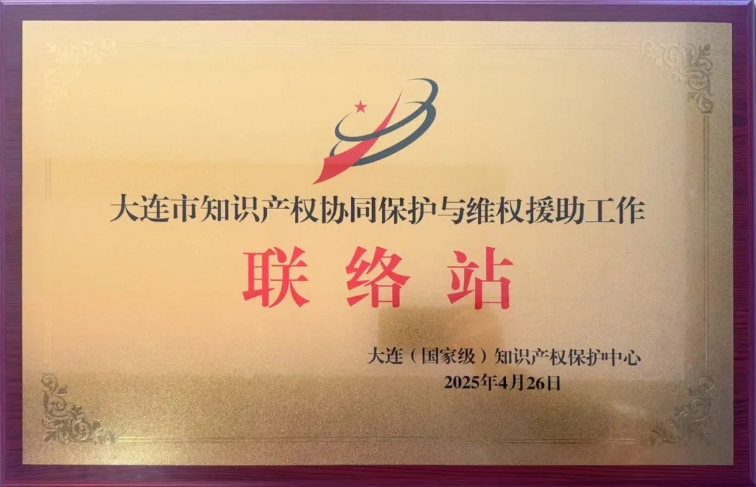 大连市知识产权协同保护与维权援助工作
联络站
大连（国家级）知识产权保护中心
2025年4月26日